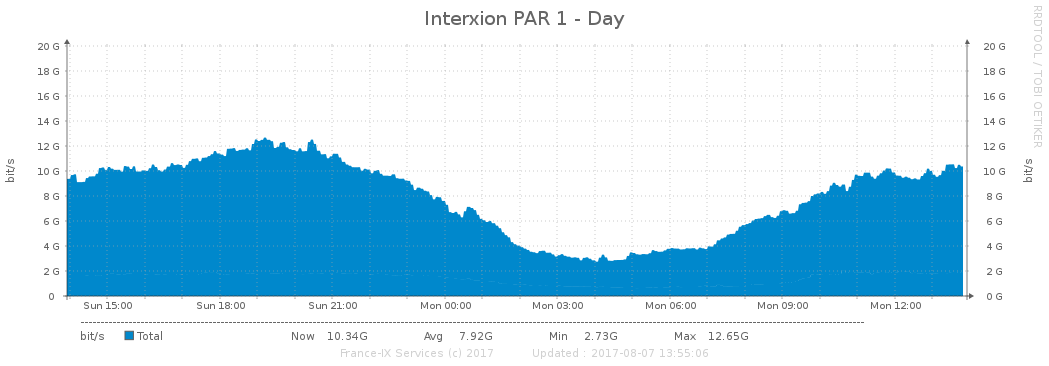 Interxion PAR 1 - Day
RRDTOOL / TOBI OETIKER
20 G 20 G
18 G 18 G
16 G 16 G
14 G 14 G
12 G 12 G
10 G 10 G
8 G 8 G
6 G 6 G
4 G 4 G
2 G 2 G
0 0 G
bit/s
bit/s
Sun 15:00 Sun 18:00 Sun 21:00 Mon 00:00 Mon 03:00 Mon 06:00 Mon 09:00 Mon 12:00
bit/s Total Now 10.34G Avg 7.92G Min 2.73G Max 12.65G
France-IX Services (c) 2017 Updated : 2017-08-07 13:55:06